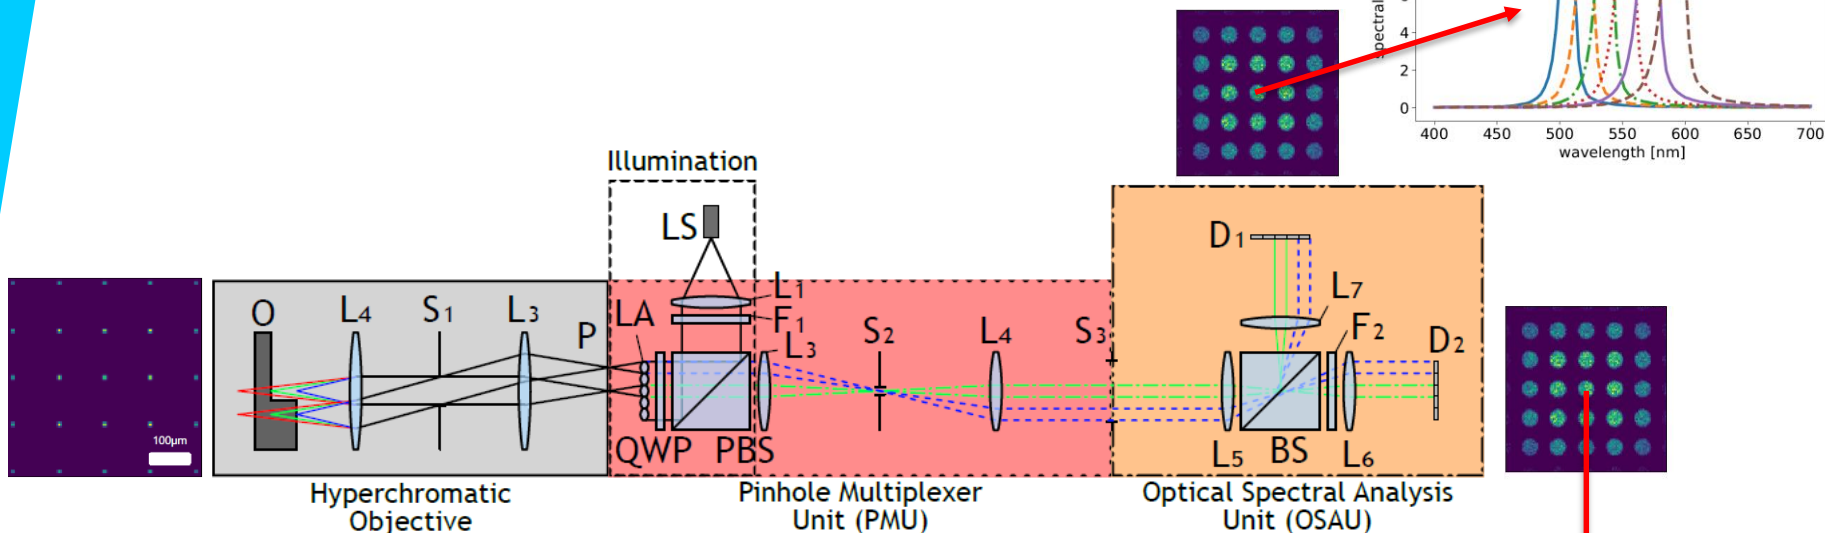 spectral
4
2
0
400 450 500 550 600 650 700
wavelength [nm]
Illumination
LS
D1
L1
L7
O
L4
S1
L3
P
LA
F1
L3
S2
L4
S3
F2
D2
100μm
QWP
PBS
L5
BS
L6
Hyperchromatic
Objective
Pinhole Multiplexer
Unit (PMU)
Optical Spectral Analysis
Unit (OSAU)